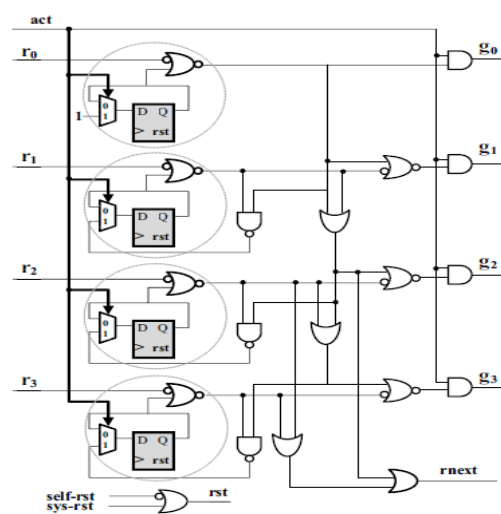 act
r0
g0
0
1
1
D Q
rst
r1
g1
0
1
D Q
rst
r2
g2
0
1
D Q
rst
r3
g3
0
1
D Q
rst
rnext
self-rst
sys-rst
rst